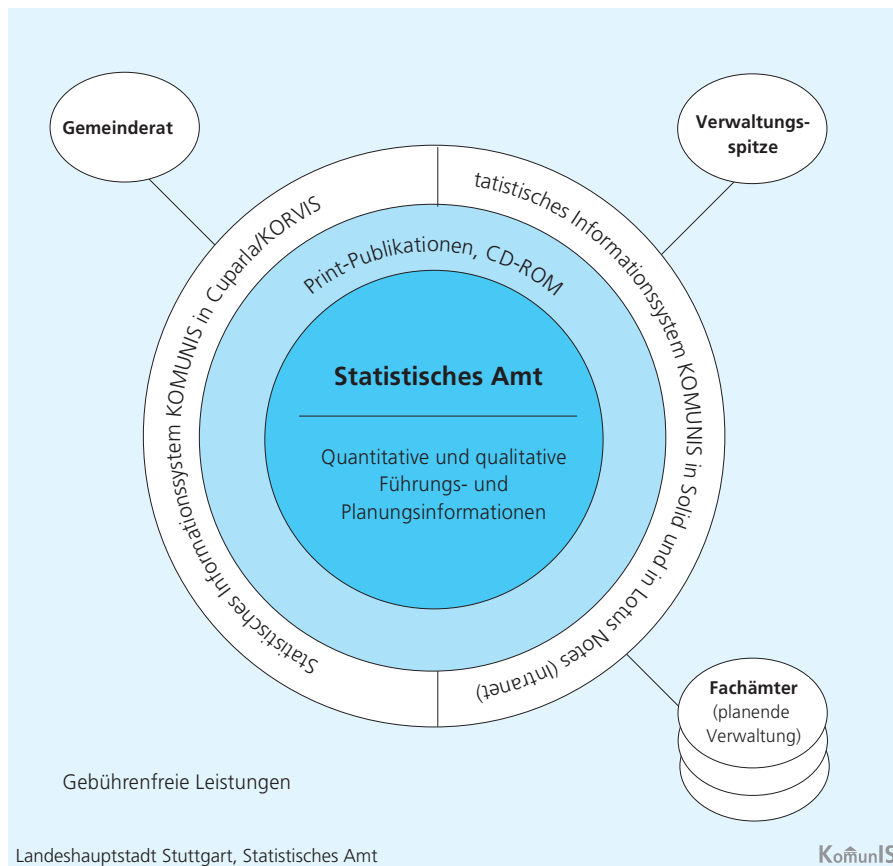 Gemeinderat
Verwaltungs-
spitze
Statistisches Informationssystem KOMUNIS in Cuparla/KORVIS
tatistisches Informationssystem KOMUNIS in Solid und in Lotus Notes (Intranet)
Print-Publikationen, CD-ROM
Statistisches Amt
Quantitative und qualitative
Führungs- und
Planungsinformationen
Fachämter
(planende
Verwaltung)
Gebührenfreie Leistungen
Landeshauptstadt Stuttgart, Statistisches Amt
KomunIS